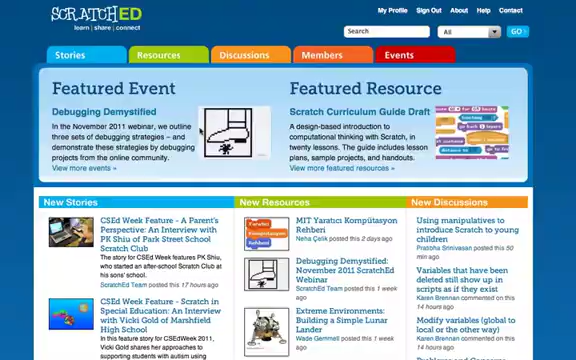 SCRATCHED
learn | share | connect
My Profile Sign Out About Help Contact
Search All GO
Stories Resources Discussions Members Events
Featured Event
Debugging Demystified
In the November 2011 webinar, we outline
three sets of debugging strategies – and
demonstrate these strategies by debugging
projects from the online community.
View more events »
Featured Resource
Scratch Curriculum Guide Draft
A design-based introduction to
computational thinking with Scratch, in
twenty lessons. The guide includes lesson
plans, sample projects, and handouts.
View more featured resources »
New Stories
CSEd Week Feature - A Parent's
Perspective: An Interview with
PK Shiu of Park Street School
Scratch Club
The story for CSEd Week features PK Shiu,
who started an after-school Scratch Club at
his sons' school.
ScratchEd Team posted this 17 hours ago
CSEd Week Feature - Scratch in
Special Education: An Interview
with Vicki Gold of Marshfield
High School
In this feature story for CSEdWeek 2011,
Vicki Gold shares her approaches to
supporting students with autism using
New Resources
MIT Yaratıcı Kompütasyon
Rehberi
Neha Çelik posted this 2 days ago
Debugging Demystified:
November 2011 ScratchEd
Webinar
ScratchEd Team posted this 1 week
ago
Extreme Environments:
Building a Simple Lunar
Lander
Wade Gemmell posted this 1 week
ago
New Discussions
Using manipulatives to
introduce Scratch to young
children
Pratibha Srinivasan posted this 50
min ago
Variables that have been
deleted still show up in
scripts as if they exist
Karen Brennan commented on this
14 hours ago
Modify variables (global to
local or the other way)
Karen Brennan commented on this
14 hours ago